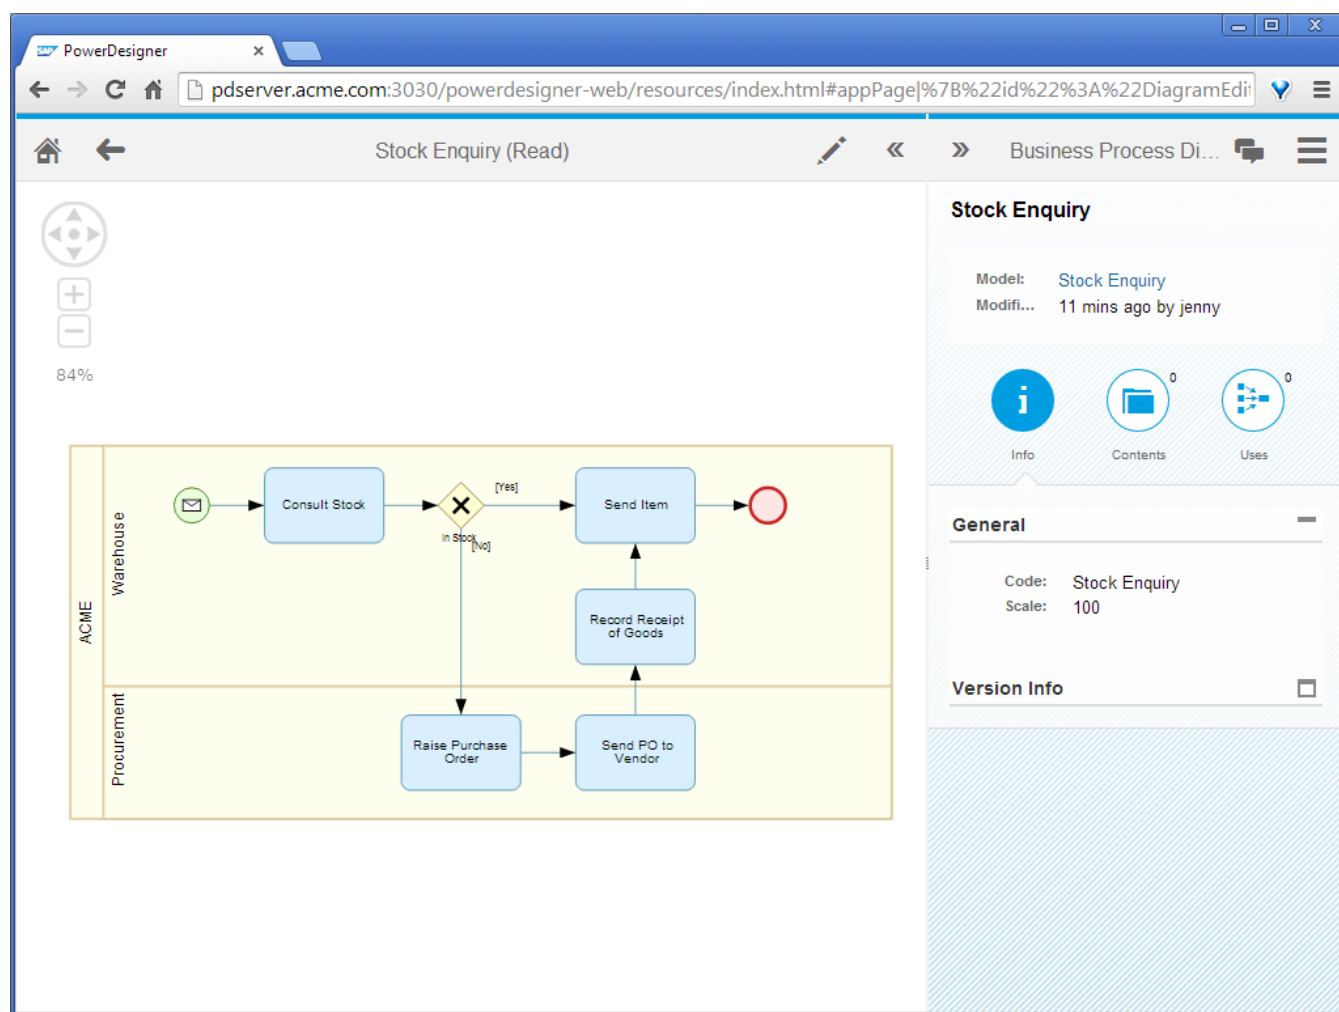 SAP PowerDesigner
pdserver.acme.com:3030/powerdesigner-web/resources/index.html#appPage|%7B%22id%22%3A%22DiagramEdi
Stock Enquiry (Read)
Business Process Di...
Stock Enquiry
Model: Stock Enquiry
Modifi... 11 mins ago by jenny
84%
0
0
Info
Contents
Uses
ACME
Warehouse
Consult Stock
In Stock
[Yes]
[No]
Send Item
Record Receipt
of Goods
Procurement
Raise Purchase
Order
Send PO to
Vendor
General
Code: Stock Enquiry
Scale: 100
Version Info